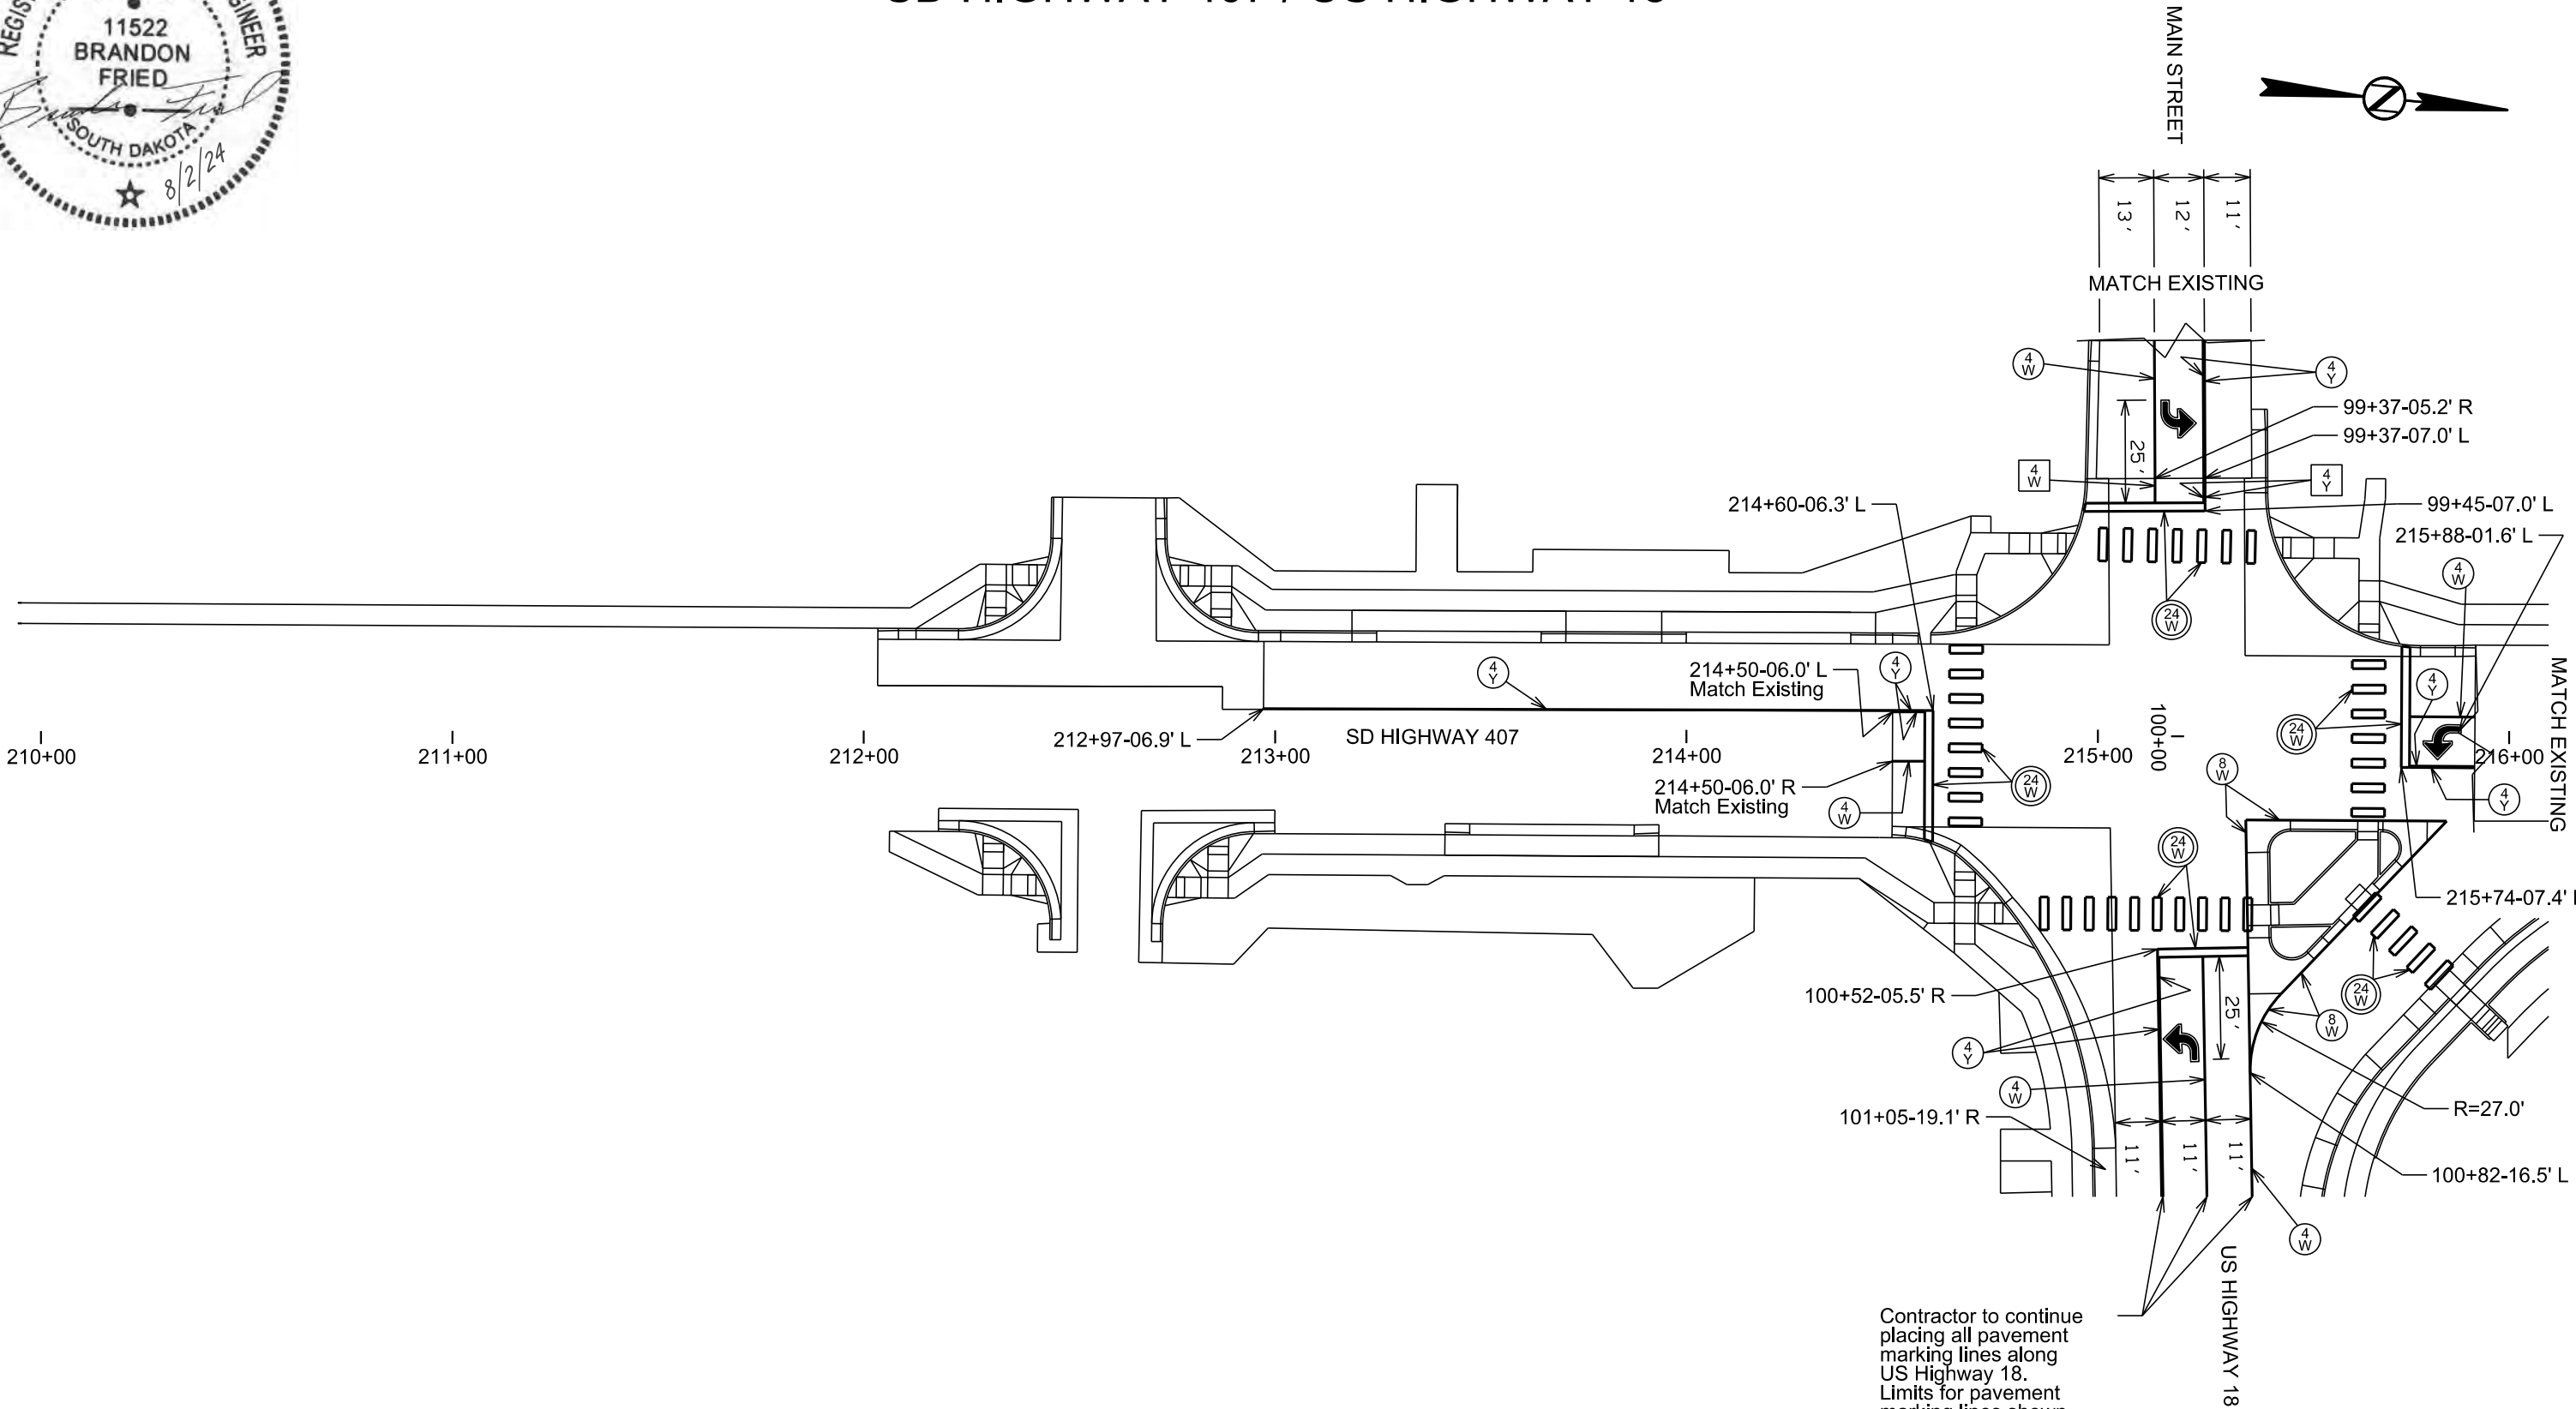 11522
BRANDON
FRIED
SOUTH DAKOTA
8/2/24
MAIN STREET
13'
12'
11'
MATCH EXISTING
4
W
4
Y
99+37-05.2' R
99+37-07.0' L
25'
4
W
4
Y
214+60-06.3' L
99+45-07.0' L
215+88-01.6' L
4
W
24
W
4
Y
214+50-06.0' L
Match Existing
4
Y
4
Y
MATCH EXISTING
212+97-06.9' L
SD HIGHWAY 407
24
W
100+00
210+00
211+00
212+00
213+00
214+00
215+00
216+00
8
W
214+50-06.0' R
Match Existing
4
W
24
W
4
Y
24
W
215+74-07.4'
100+52-05.5' R
25'
24
W
8
W
4
Y
4
W
101+05-19.1' R
R=27.0'
11'
11'
11'
100+82-16.5' L
4
W
US HIGHWAY 18
Contractor to continue
placing all pavement
marking lines along
US Highway 18.
Limits for pavement
marking lines shown